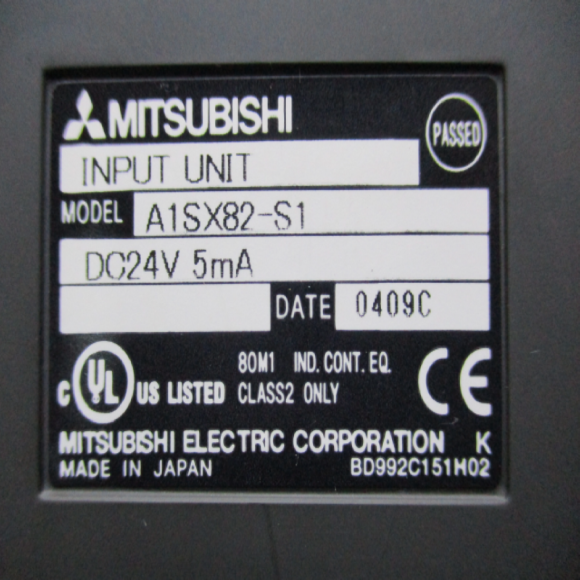 MITSUBISHI
PASSED
INPUT UNIT
MODEL A1SX82-S1
DC24V 5mA
DATE 0409C
80M1 IND. CONT. EQ.
C UL US LISTED CLASS2 ONLY
CE
MITSUBISHI ELECTRIC CORPORATION K
MADE IN JAPAN BD992C151H02